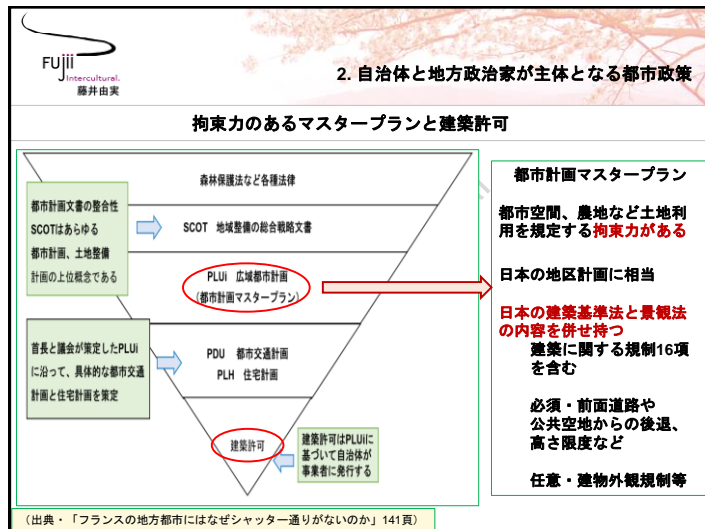 FUjii
Intercultural.
藤井由実
2. 自治体と地方政治家が主体となる都市政策
拘束力のあるマスタープランと建築許可
森林保護法など各種法律
都市計画文書の整合性
SCOTはあらゆる
都市計画、土地整備
計画の上位概念である
SCOT 地域整備の総合戦略文書
PLUi 広域都市計画
（都市計画マスタープラン）
首長と議会が策定したPLUi
に沿って、具体的な都市交通
計画と住宅計画を策定
PDU 都市交通計画
PLH 住宅計画
建築許可
建築許可はPLUiに
基づいて自治体が
事業者に発行する
都市計画マスタープラン
都市空間、農地など土地利
用を規定する拘束力がある
日本の地区計画に相当
日本の建築基準法と景観法
の内容を併せ持つ
建築に関する規制16項
を含む
必須・前面道路や
公共空地からの後退、
高さ限度など
任意・建物外観規制等
（出典・「フランスの地方都市にはなぜシャッター通りがないのか」141頁）